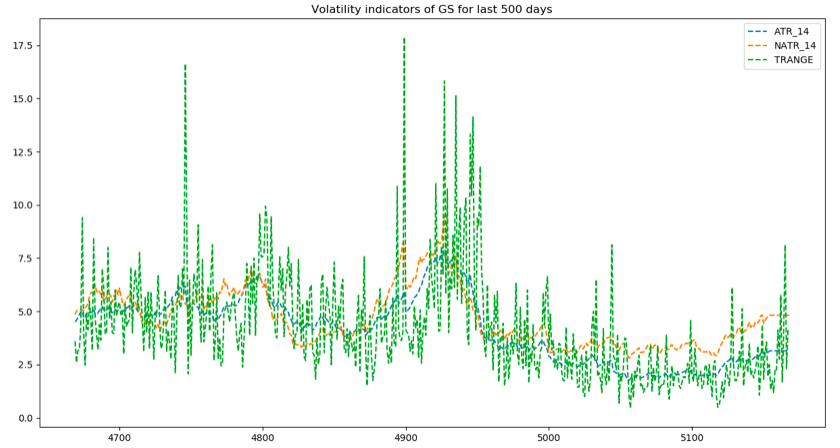 Volatility indicators of GS for last 500 days
ATR_14
NATR_14
TRANGE
17.5
15.0
12.5
10.0
7.5
5.0
2.5
0.0
4700 4800 4900 5000 5100